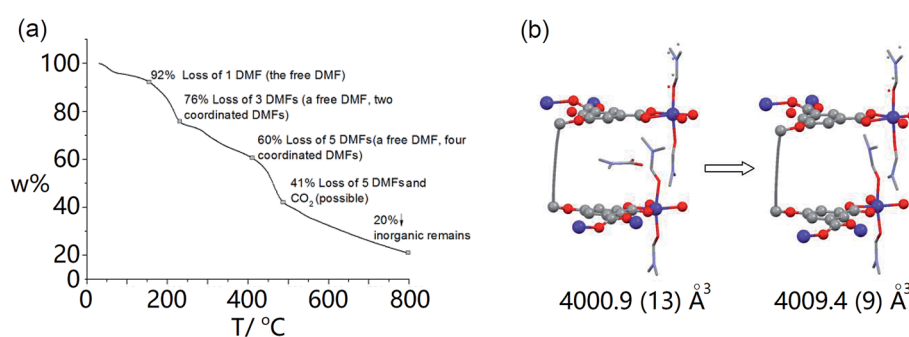 (a)
100
80
60
40
20
w%
92% Loss of 1 DMF (the free DMF)
76% Loss of 3 DMFs (a free DMF, two
coordinated DMFs)
60% Loss of 5 DMFs(a free DMF, four
coordinated DMFs)
41% Loss of 5 DMFs and
CO₂ (possible)
20%↓
inorganic remains
0 200 400 600 800
T/ °C
(b)
4000.9 (13) Å³
4009.4 (9) Å³